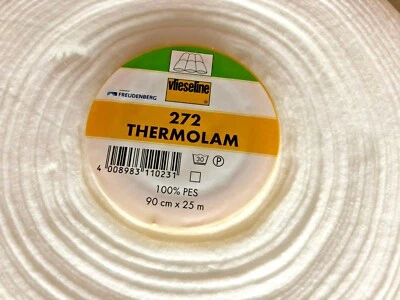 vlieseline
FREUDENBERG
272
THERMOLAM
30 P
4 008983 110231
100% PES
90 cm x 25 m